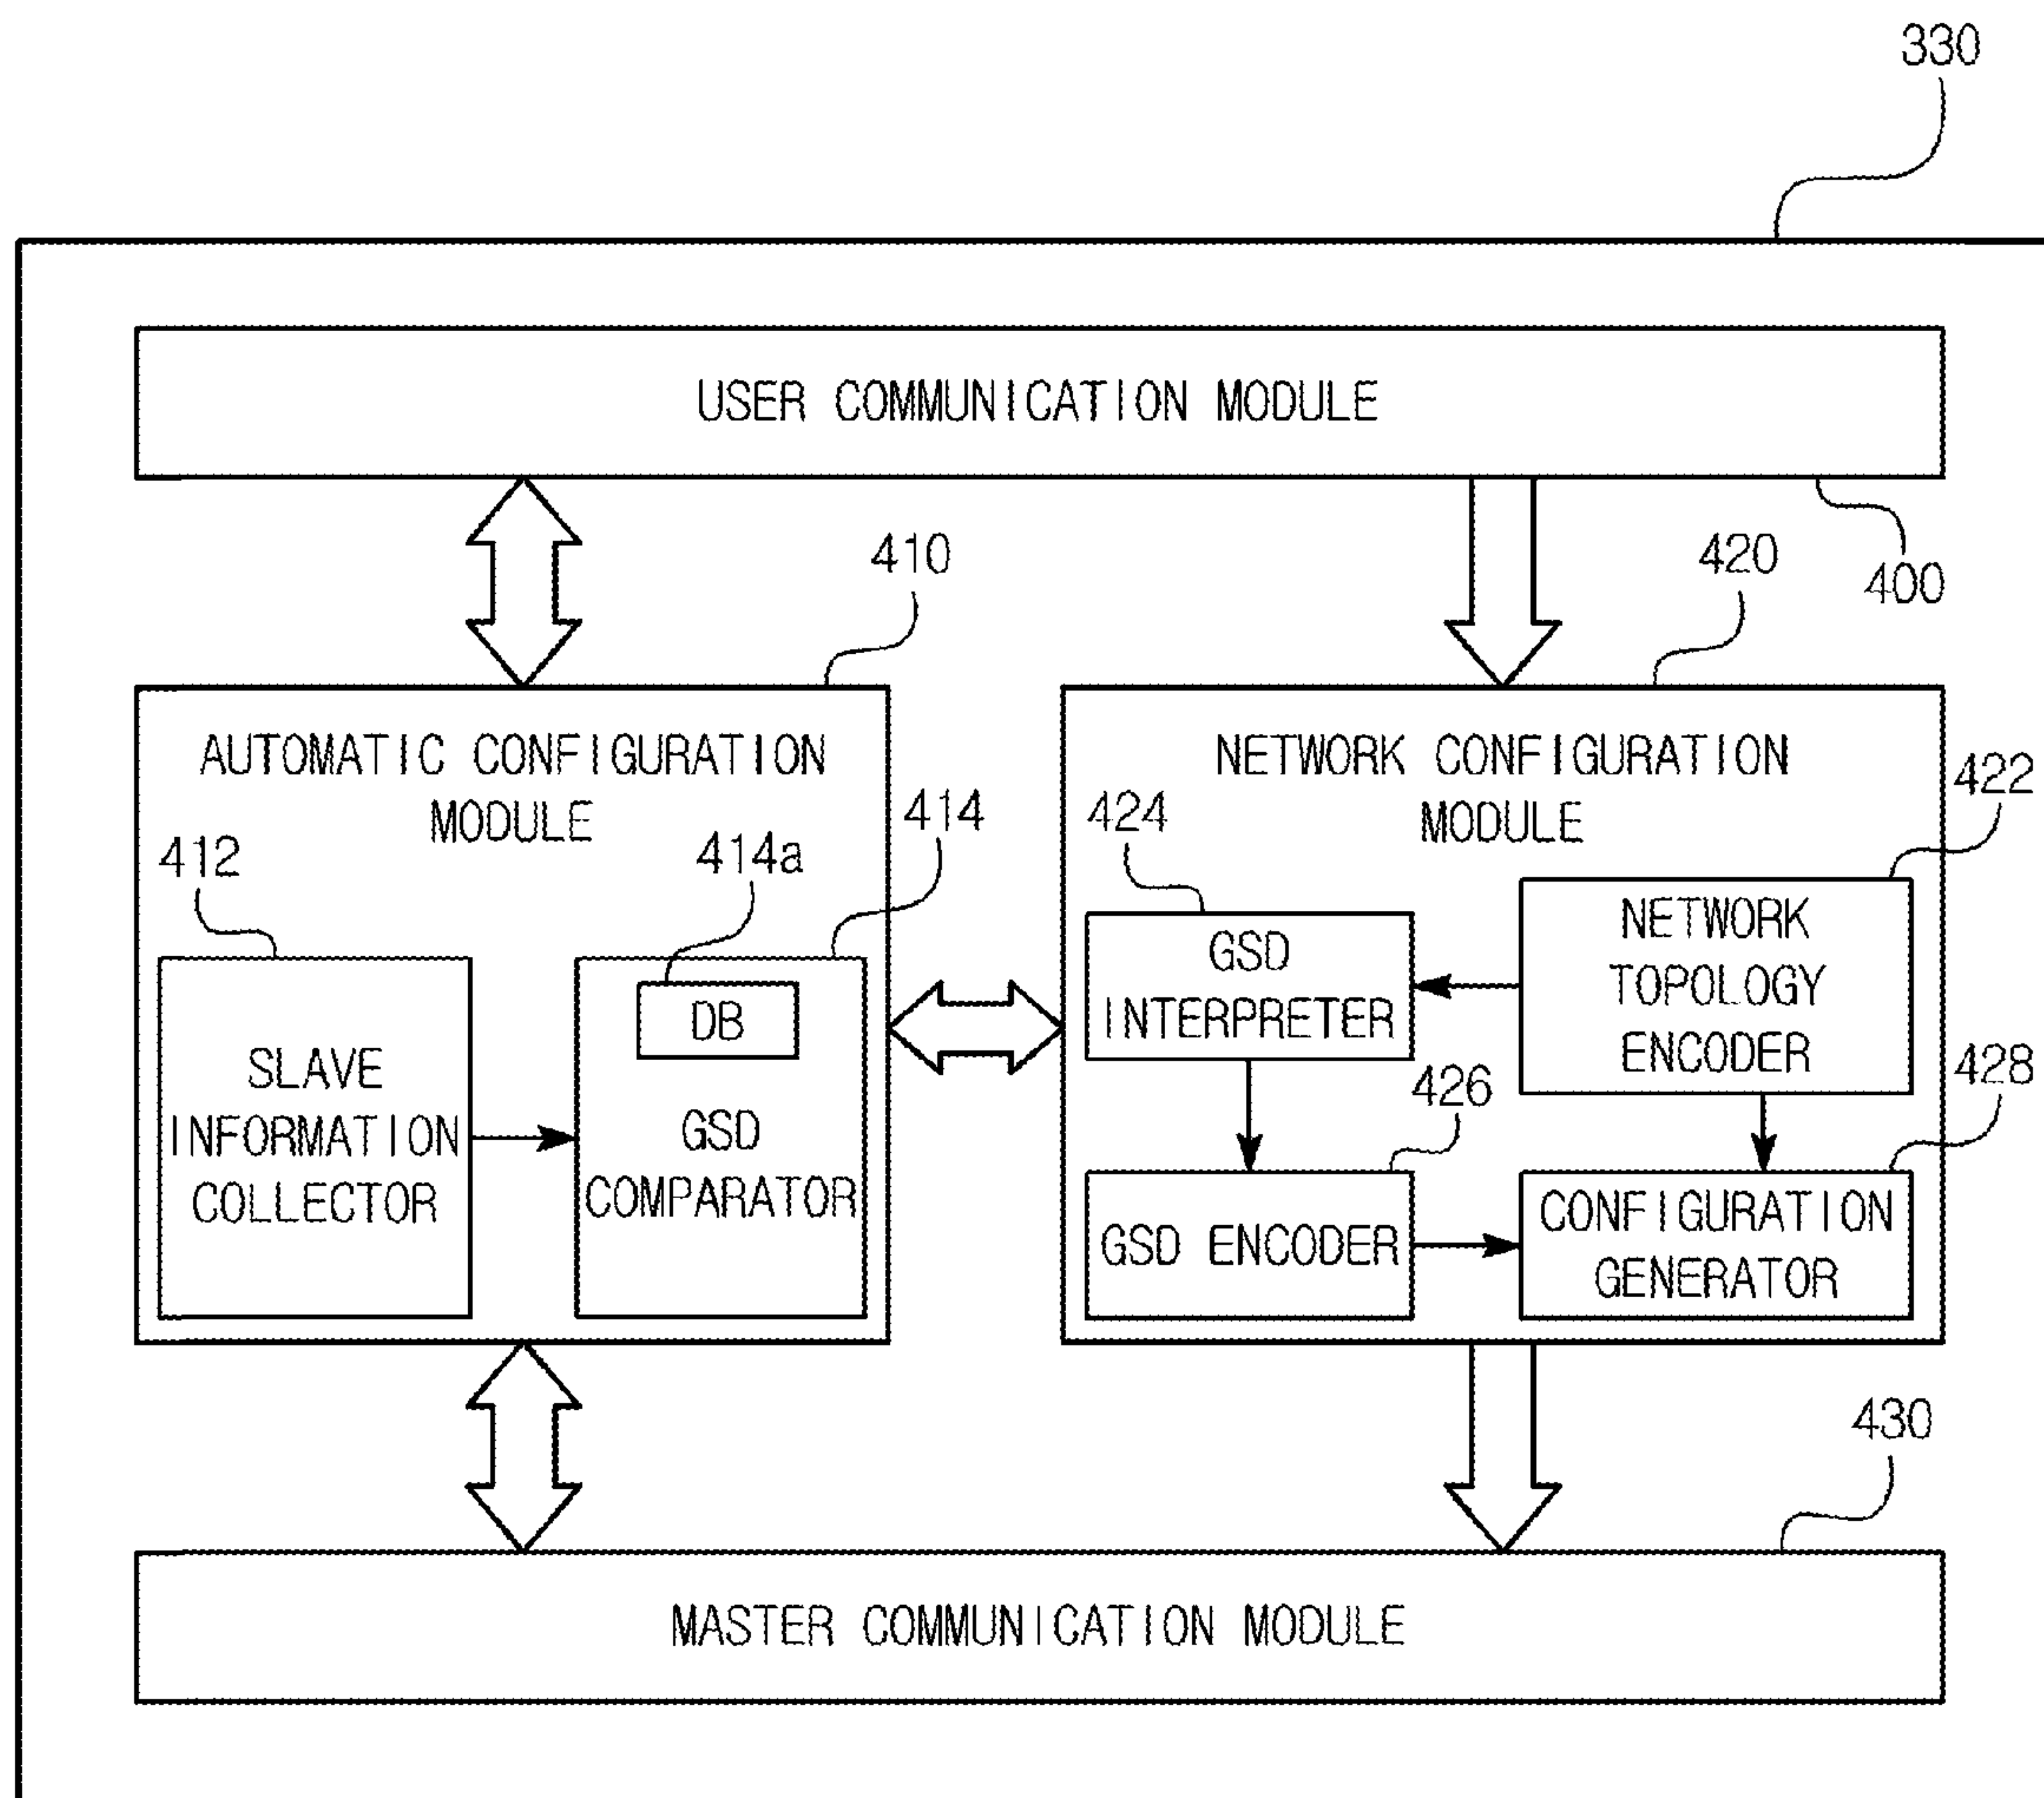 330
USER COMMUNICATION MODULE
400
410
420
AUTOMATIC CONFIGURATION
MODULE
412
414a
414
SLAVE
INFORMATION
COLLECTOR
DB
GSD
COMPARATOR
NETWORK CONFIGURATION
MODULE
422
424
GSD
INTERPRETER
NETWORK
TOPOLOGY
ENCODER
426
428
GSD ENCODER
CONFIGURATION
GENERATOR
430
MASTER COMMUNICATION MODULE